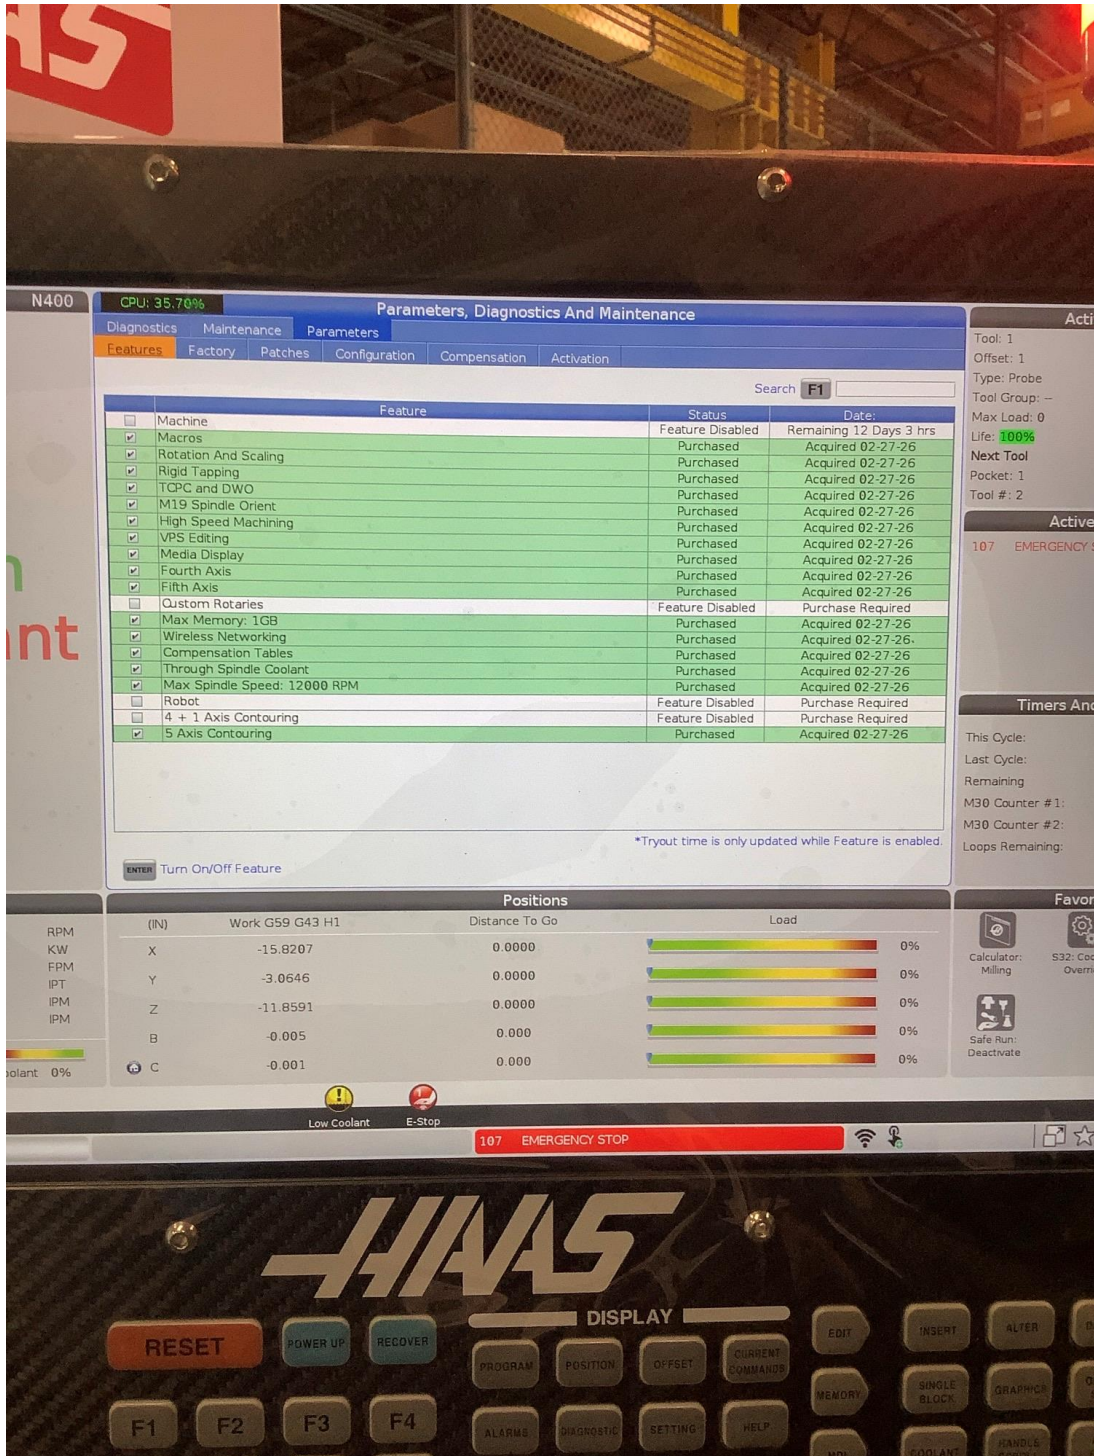 AS
N400
CPU: 35.70%
Parameters, Diagnostics And Maintenance
Diagnostics Maintenance Parameters
Features Factory Patches Configuration Compensation Activation
Search F1
Feature Status Date:
Machine Feature Disabled Remaining 12 Days 3 hrs
Macros Purchased Acquired 02-27-26
Rotation And Scaling Purchased Acquired 02-27-26
Rigid Tapping Purchased Acquired 02-27-26
TCPC and DWO Purchased Acquired 02-27-26
M19 Spindle Orient Purchased Acquired 02-27-26
High Speed Machining Purchased Acquired 02-27-26
VPS Editing Purchased Acquired 02-27-26
Media Display Purchased Acquired 02-27-26
Fourth Axis Purchased Acquired 02-27-26
Fifth Axis Purchased Acquired 02-27-26
Custom Rotaries Feature Disabled Purchase Required
Max Memory: 1GB Purchased Acquired 02-27-26
Wireless Networking Purchased Acquired 02-27-26
Compensation Tables Purchased Acquired 02-27-26
Through Spindle Coolant Purchased Acquired 02-27-26
Max Spindle Speed: 12000 RPM Purchased Acquired 02-27-26
Robot Feature Disabled Purchase Required
4 + 1 Axis Contouring Feature Disabled Purchase Required
5 Axis Contouring Purchased Acquired 02-27-26
*Tryout time is only updated while Feature is enabled.
ENTER Turn On/Off Feature
Acti
Tool: 1
Offset: 1
Type: Probe
Tool Group: --
Max Load: 0
Life: 100%
Next Tool
Pocket: 1
Tool #: 2
Active
107 EMERGENCY S
Timers And
This Cycle:
Last Cycle:
Remaining
M30 Counter #1:
M30 Counter #2:
Loops Remaining:
nt
RPM
KW
FPM
IPT
IPM
IPM
oolant 0%
Positions
(IN) Work G59 G43 H1 Distance To Go Load
X -15.8207 0.0000 0%
Y -3.0646 0.0000 0%
Z -11.8591 0.0000 0%
B -0.005 0.000 0%
C -0.001 0.000 0%
Favor
Calculator:
Milling
S32: Coo
Overri
Safe Run:
Deactivate
Low Coolant E-Stop
107 EMERGENCY STOP
HAAS
DISPLAY
RESET POWER UP RECOVER
PROGRAM POSITION OFFSET CURRENT COMMANDS
EDIT INSERT ALTER
MEMORY SINGLE BLOCK GRAPHICS
F1 F2 F3 F4
ALARMS DIAGNOSTIC SETTING HELP
MDI COOLANT HANDLE